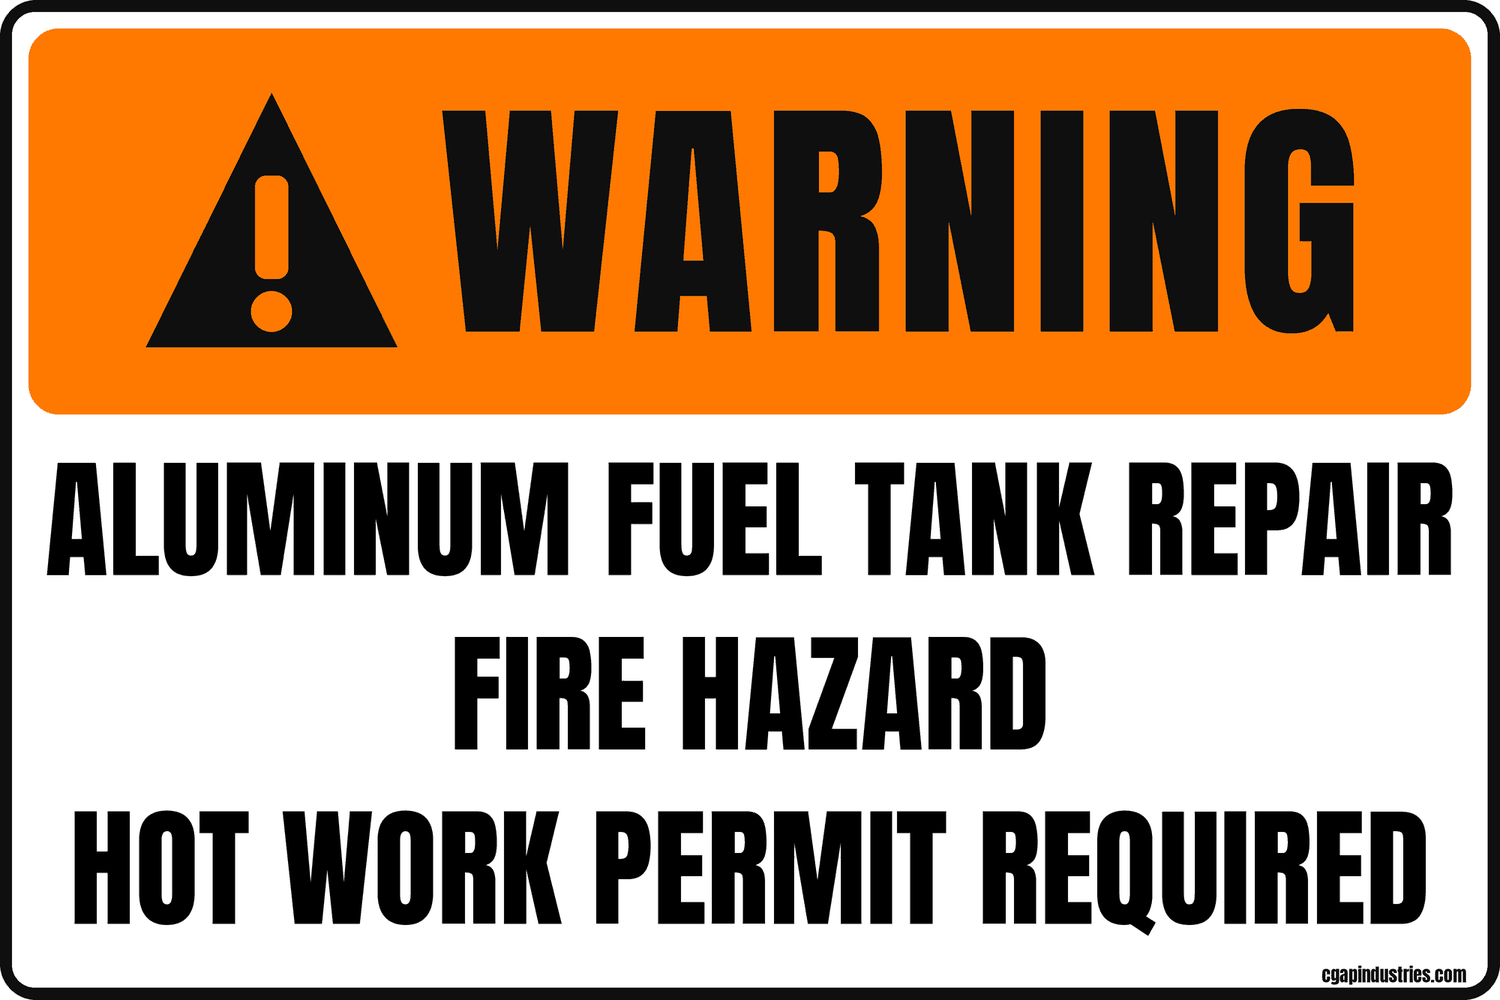 WARNING
ALUMINUM FUEL TANK REPAIR
FIRE HAZARD
HOT WORK PERMIT REQUIRED
cgapindustries.com